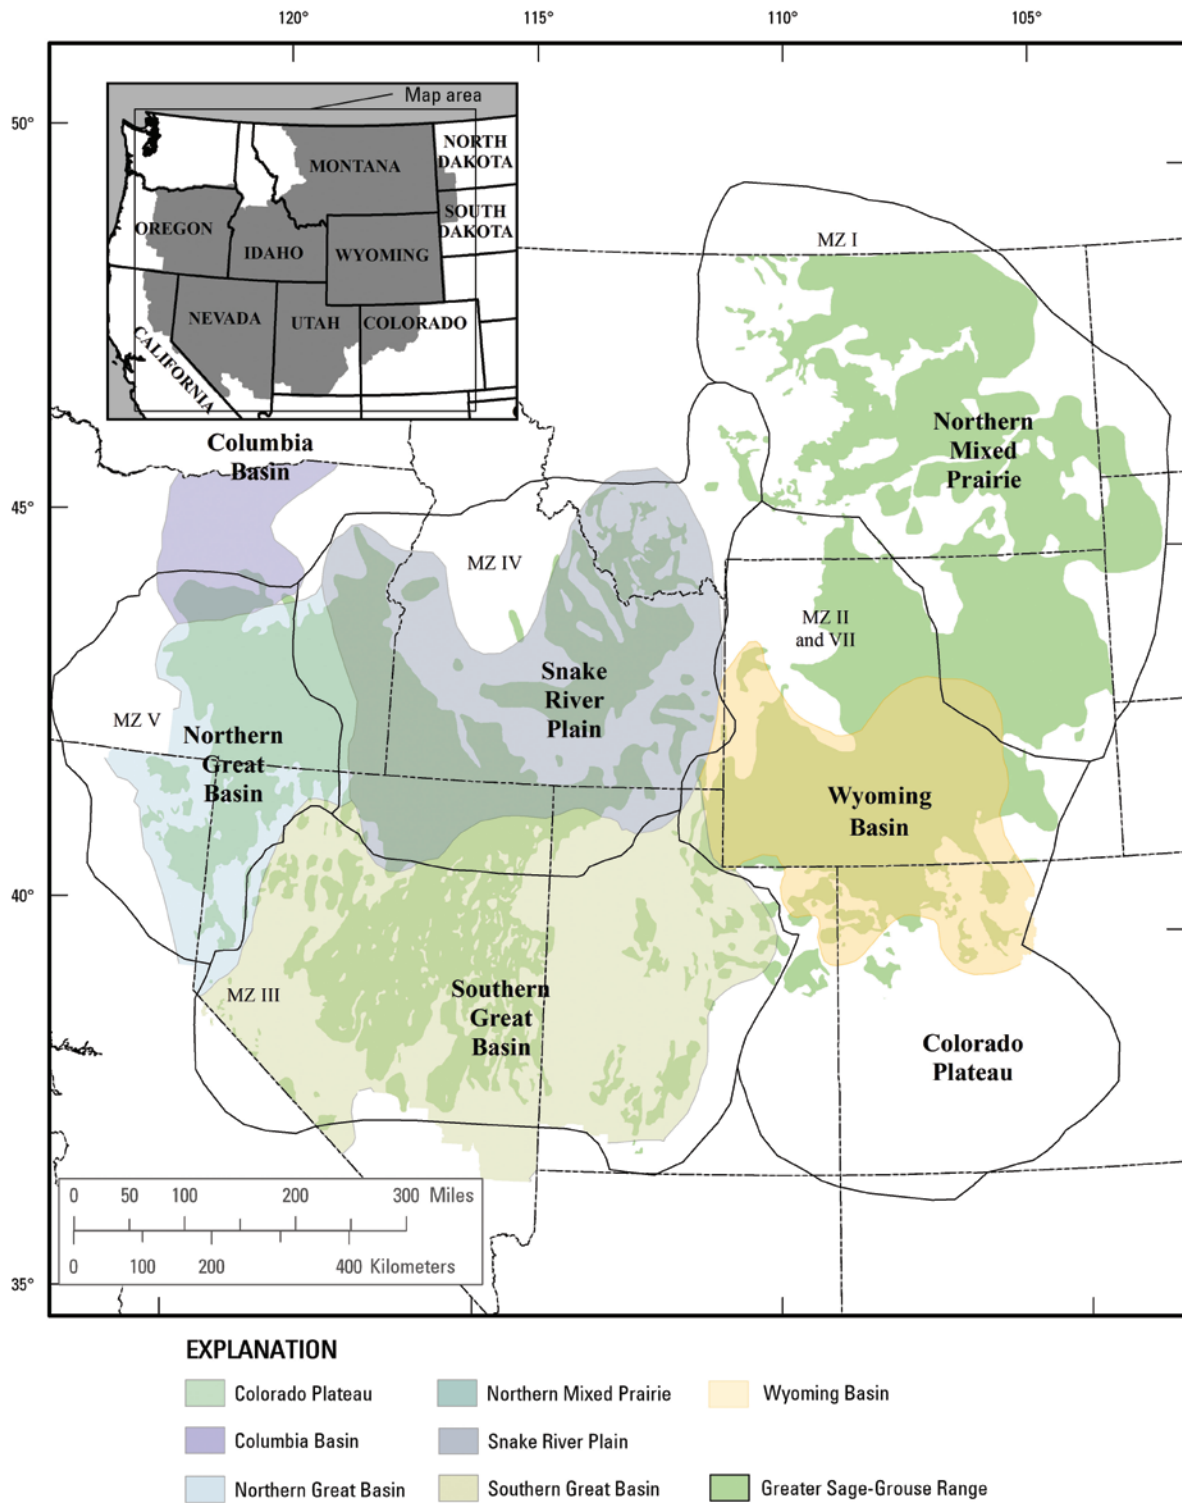 120°
115°
110°
105°
50°
45°
40°
35°
Map area
NORTH
DAKOTA
MONTANA
SOUTH
DAKOTA
OREGON
IDAHO
WYOMING
NEVADA
UTAH
COLORADO
CALIFORNIA
MZ I
Columbia
Basin
Northern
Mixed
Prairie
MZ IV
MZ II
and VII
Snake
River
Plain
MZ V
Northern
Great
Basin
Wyoming
Basin
MZ III
Southern
Great
Basin
Colorado
Plateau
0 50 100 200 300 Miles
0 100 200 400 Kilometers
EXPLANATION
Colorado Plateau
Columbia Basin
Northern Great Basin
Northern Mixed Prairie
Snake River Plain
Southern Great Basin
Wyoming Basin
Greater Sage-Grouse Range